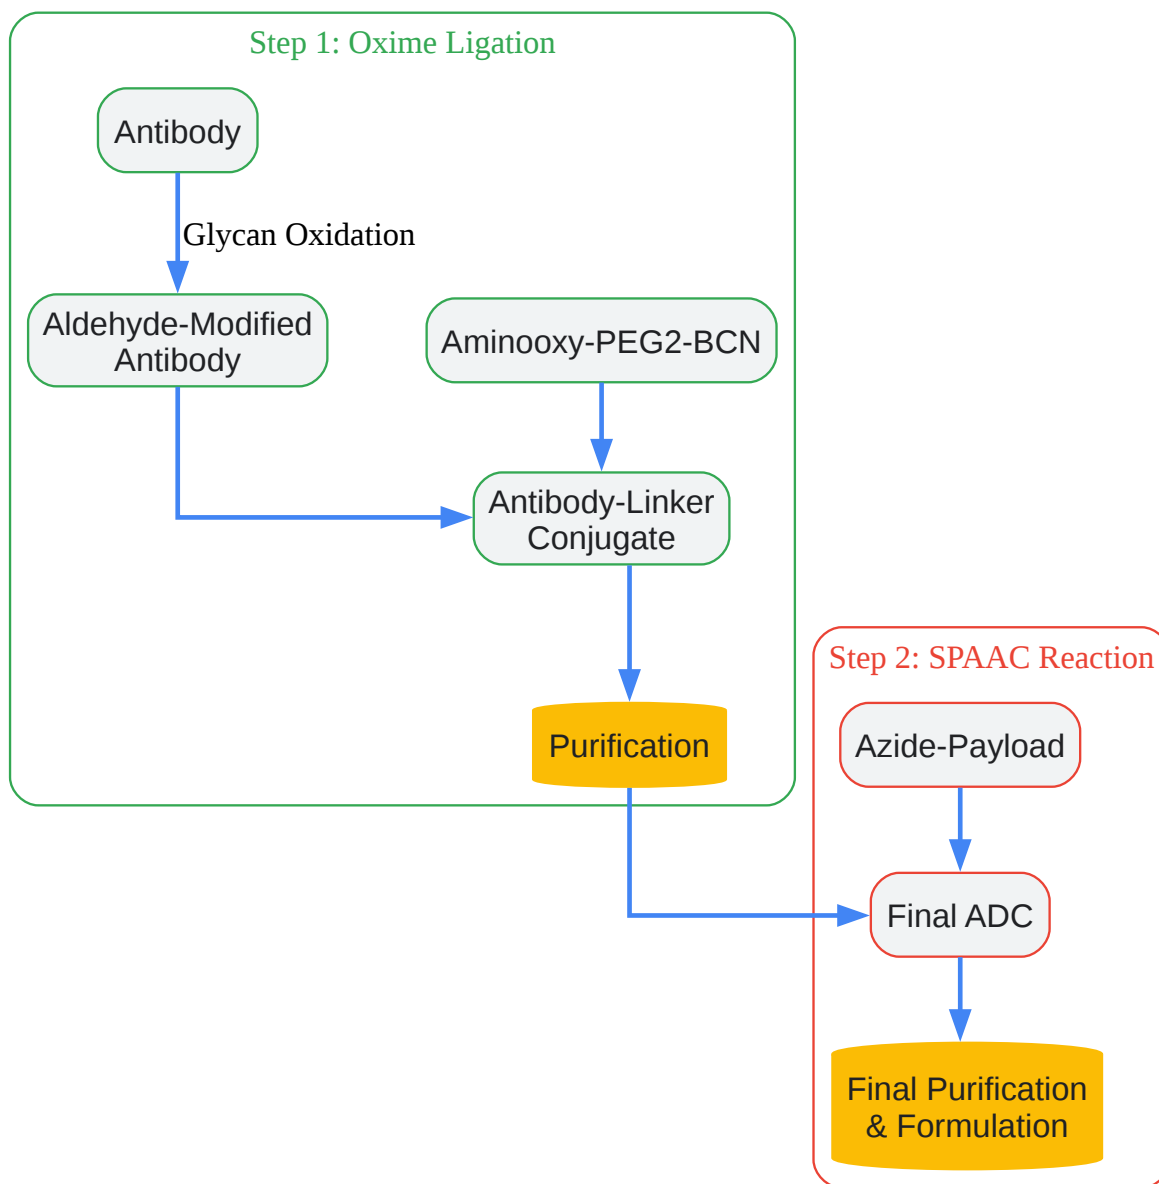 Step 1: Oxime Ligation
Antibody
Glycan Oxidation
Aldehyde-Modified
Antibody
Aminooxy-PEG2-BCN
Antibody-Linker
Conjugate
Purification
Step 2: SPAAC Reaction
Azide-Payload
Final ADC
Final Purification
& Formulation